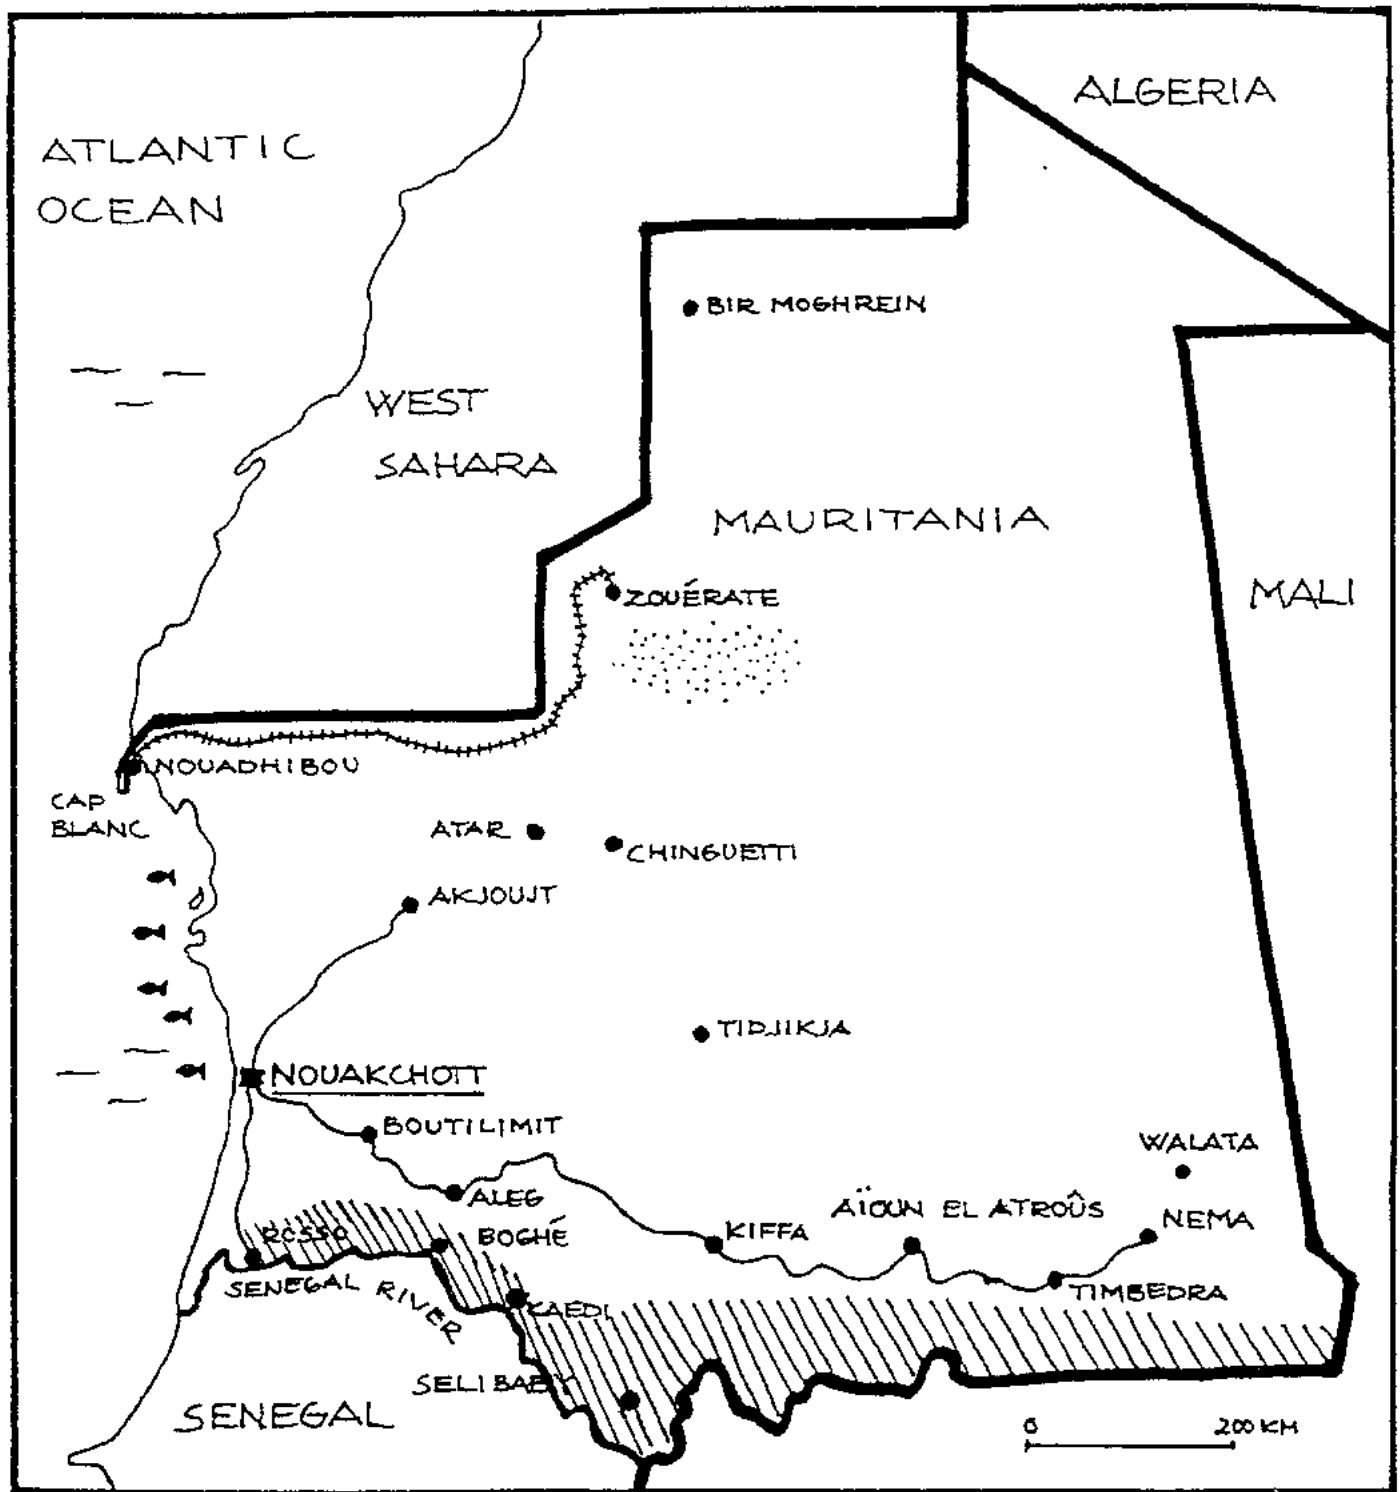 ALGERIA
ATLANTIC
OCEAN
BIR MOGHREIN
WEST
SAHARA
MAURITANIA
ZOUÉRATE
MALI
NOUADHIBOU
CAP
BLANC
ATAR
CHINGUETTI
AKJOUJT
TIDJIKJA
NOUAKCHOTT
BOUTILIMIT
WALATA
ALEG
AÏOUN EL ATROÛS
NEMA
ROSSO
BOGHÉ
KIFFA
SENEGAL RIVER
TIMBEDRA
KAEDI
SELIBABY
SENEGAL
0 200 KM